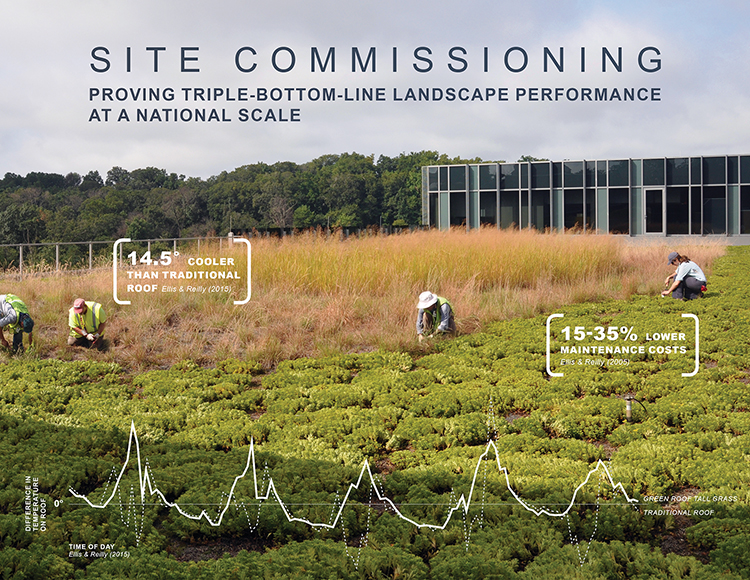 SITE COMMISSIONING
PROVING TRIPLE-BOTTOM-LINE LANDSCAPE PERFORMANCE
AT A NATIONAL SCALE
14.5° COOLER
THAN TRADITIONAL
ROOF Ellis & Reilly (2015)
15-35% LOWER
MAINTENANCE COSTS
Ellis & Reilly (2005)
DIFFERENCE IN
TEMPERATURE
ON ROOF
0°
GREEN ROOF TALL GRASS
TRADITIONAL ROOF
TIME OF DAY
Ellis & Reilly (2015)